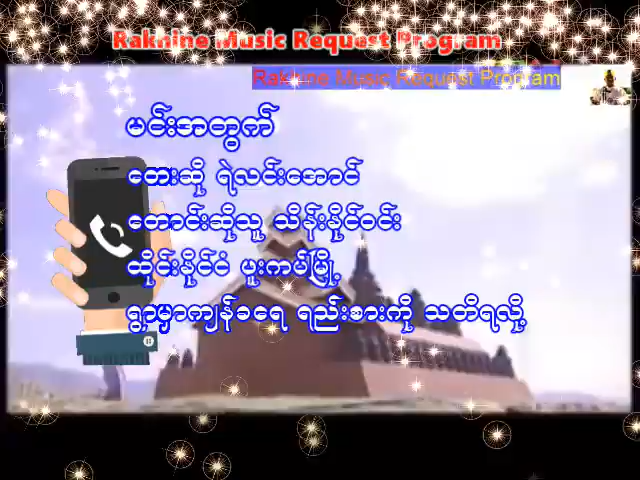 Rakhine Music Request Program
Rakhine Music Request Program
မင်းအတွက်
တေးဆို ရဲလင်းအောင်
တောင်းဆိုသူ သိန်းနိုင်ဝင်း
ထိုင်းနိုင်ငံ ဖူးကပ်မြို့
ရွာမှာကျန်ခရေ ရည်းစားကို သတိရလို့